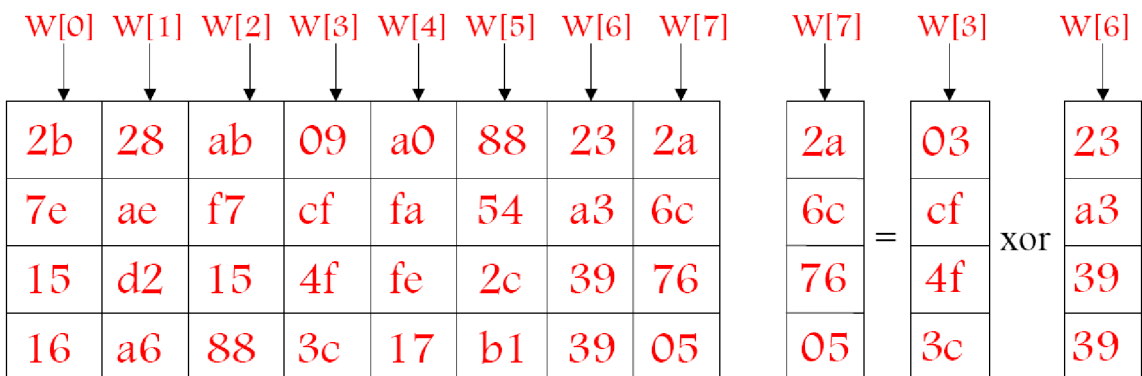 W[0] W[1] W[2] W[3] W[4] W[5] W[6] W[7] W[7] W[3] W[6]
2b 28 ab 09 a0 88 23 2a 2a 03 23
7e ae f7 cf fa 54 a3 6c 6c cf a3
= xor
15 d2 15 4f fe 2c 39 76 76 4f 39
16 a6 88 3c 17 b1 39 05 05 3c 39